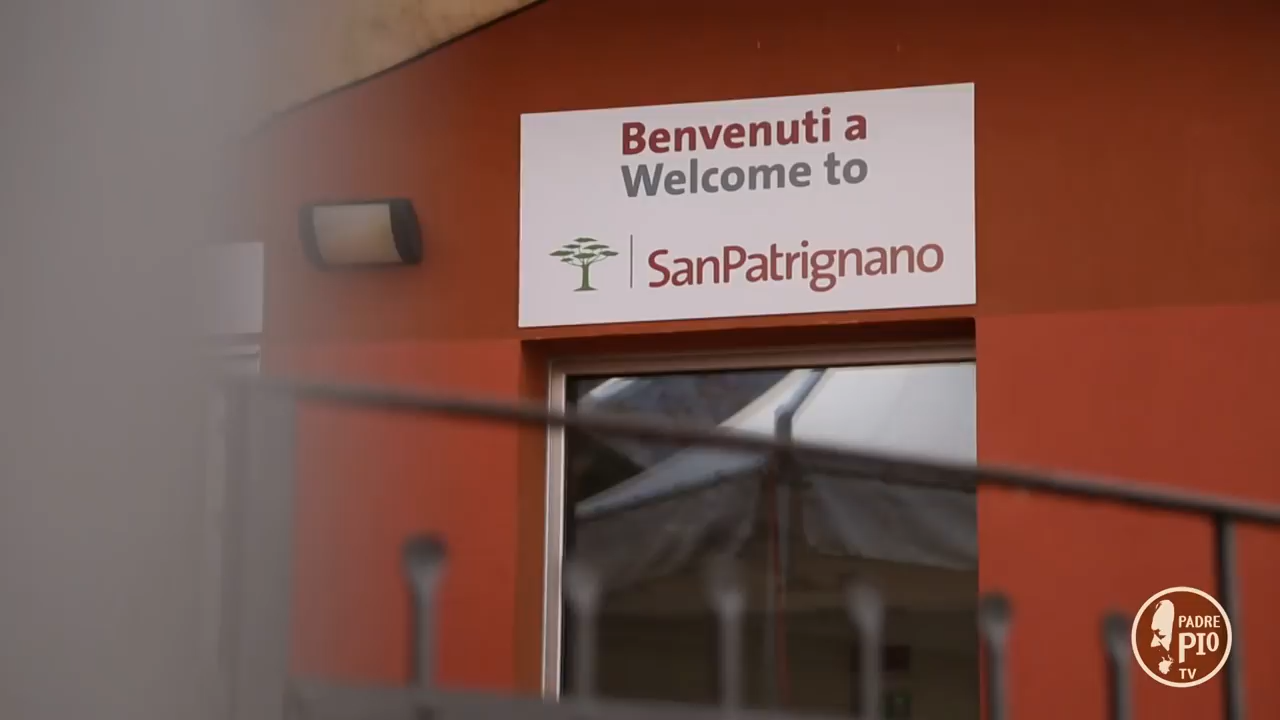 Benvenuti a
Welcome to
SanPatrignano
PADRE
PIO
TV